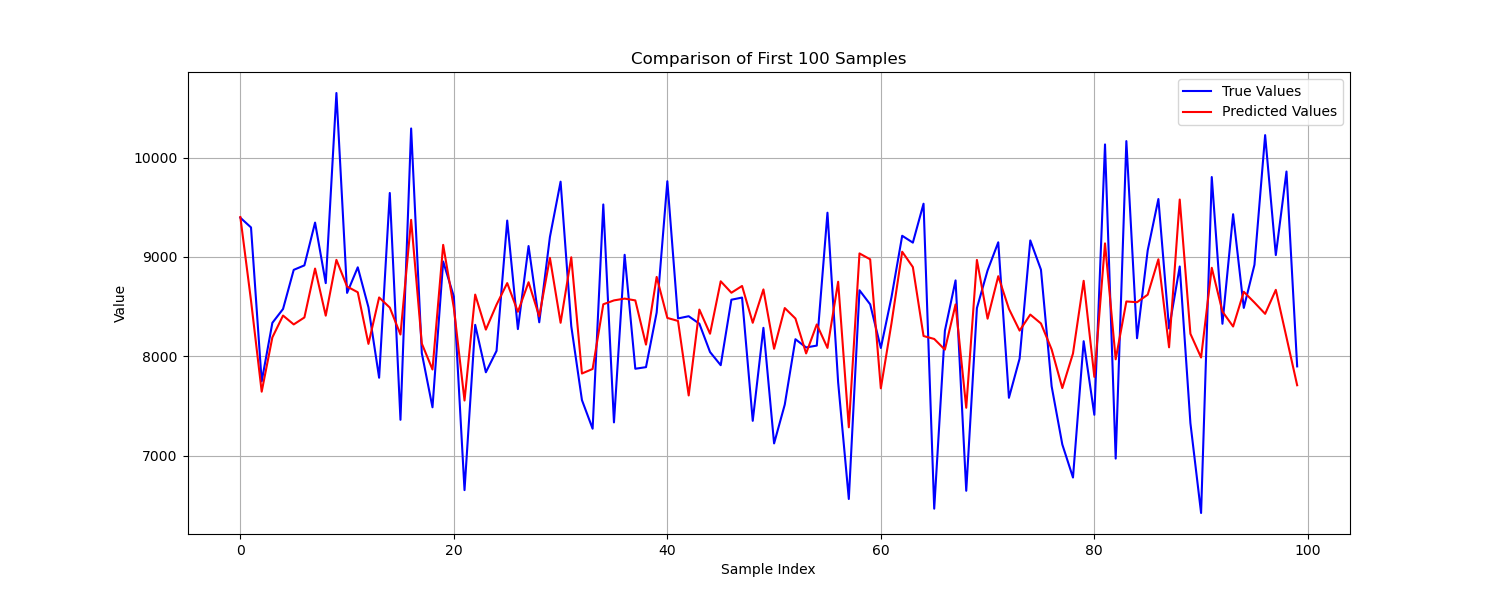 Comparison of First 100 Samples
True Values
Predicted Values
10000
9000
8000
7000
Value
0 20 40 60 80 100
Sample Index